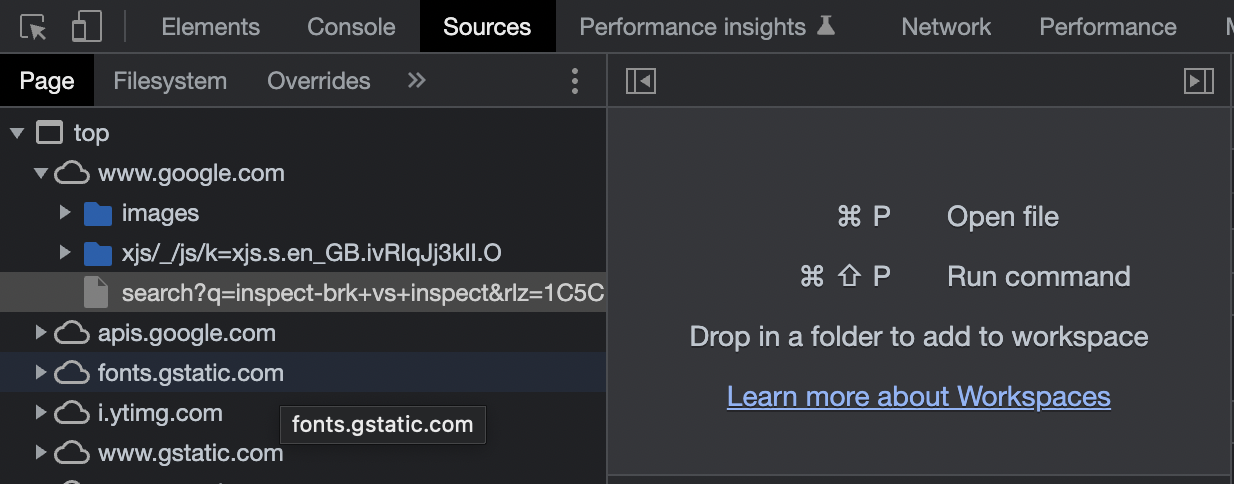 Elements Console Sources Performance insights Network Performance
Page Filesystem Overrides »
top
www.google.com
images
xjs/_/js/k=xjs.s.en_GB.ivRIqJj3kII.O
search?q=inspect-brk+vs+inspect&rlz=1C5C
apis.google.com
fonts.gstatic.com
i.ytimg.com
fonts.gstatic.com
www.gstatic.com
⌘ P Open file
⌘ ⇧ P Run command
Drop in a folder to add to workspace
Learn more about Workspaces